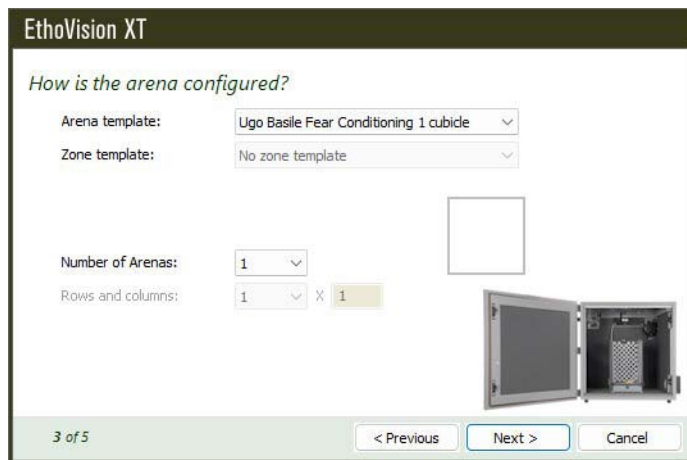 EthoVision XT
How is the arena configured?
Arena template: Ugo Basile Fear Conditioning 1 cubicle
Zone template: No zone template
Number of Arenas: 1
Rows and columns: 1 X 1
3 of 5 < Previous Next > Cancel